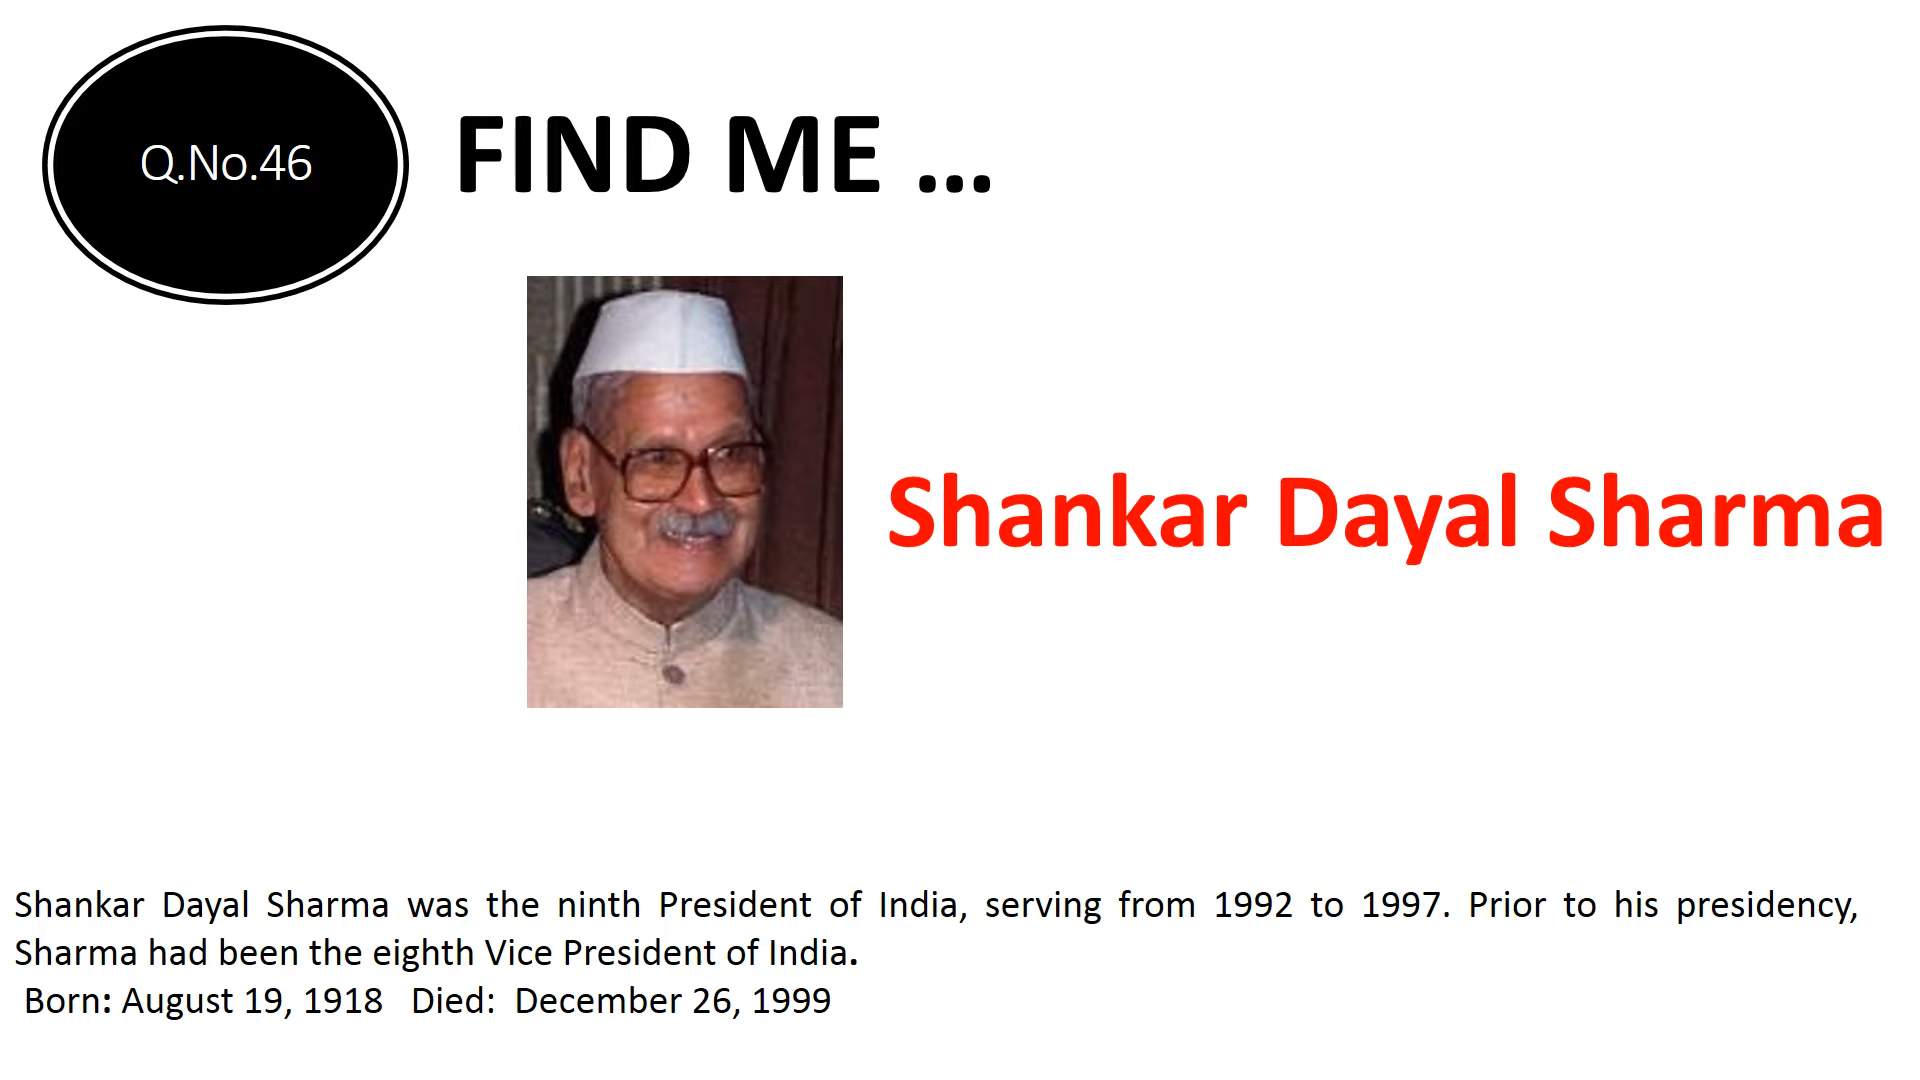 Q.No.46
FIND ME ...
Shankar Dayal Sharma
Shankar Dayal Sharma was the ninth President of India, serving from 1992 to 1997. Prior to his presidency,
Sharma had been the eighth Vice President of India.
Born: August 19, 1918 Died: December 26, 1999